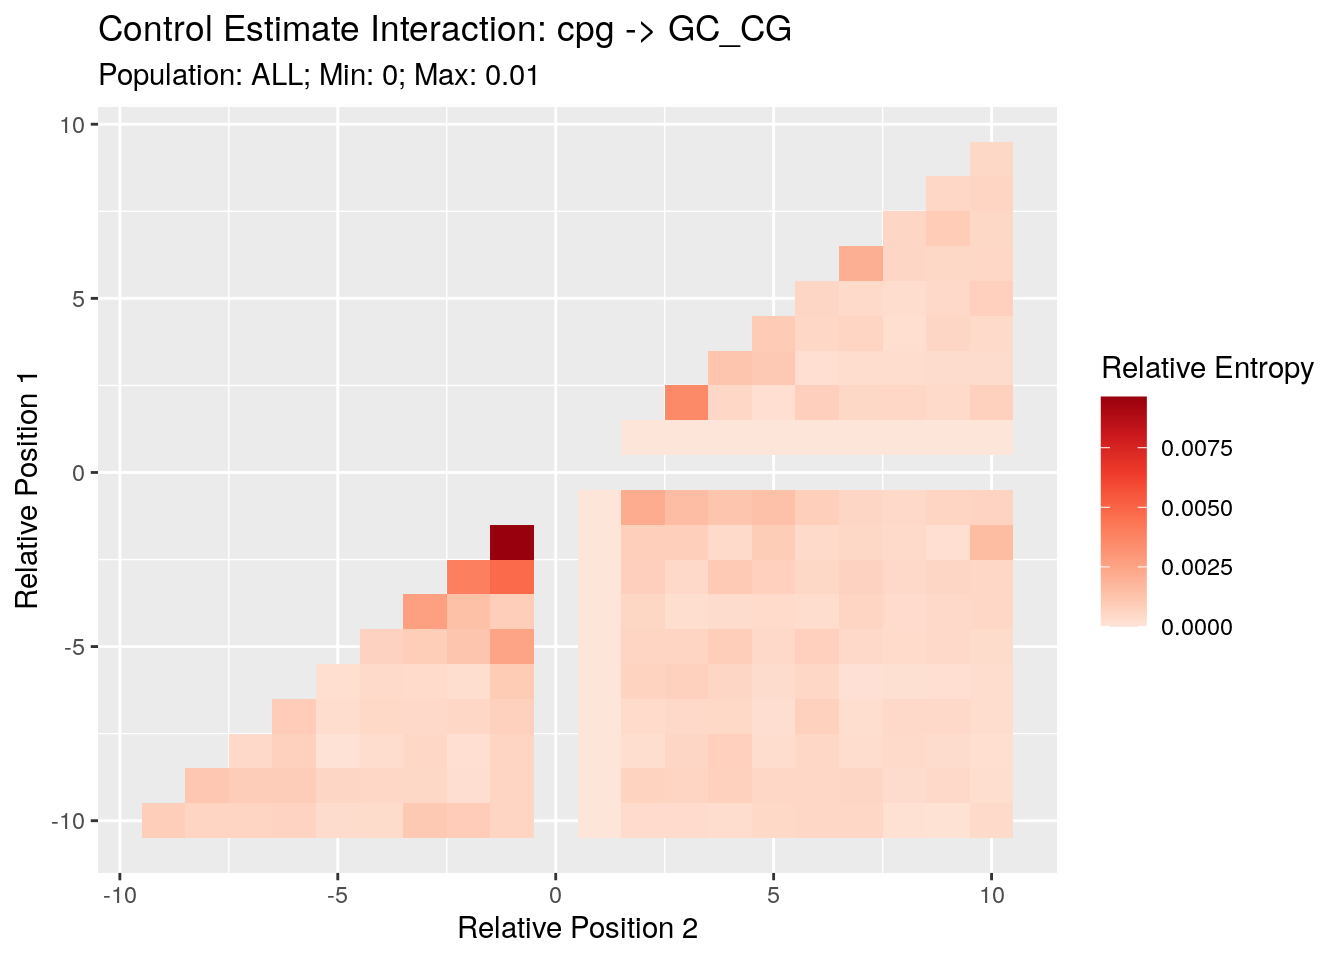 Control Estimate Interaction: cpg -> GC_CG
Population: ALL; Min: 0; Max: 0.01
Relative Position 1
10
5
0
-5
-10
-10 -5 0 5 10
Relative Position 2
Relative Entropy
0.0075
0.0050
0.0025
0.0000